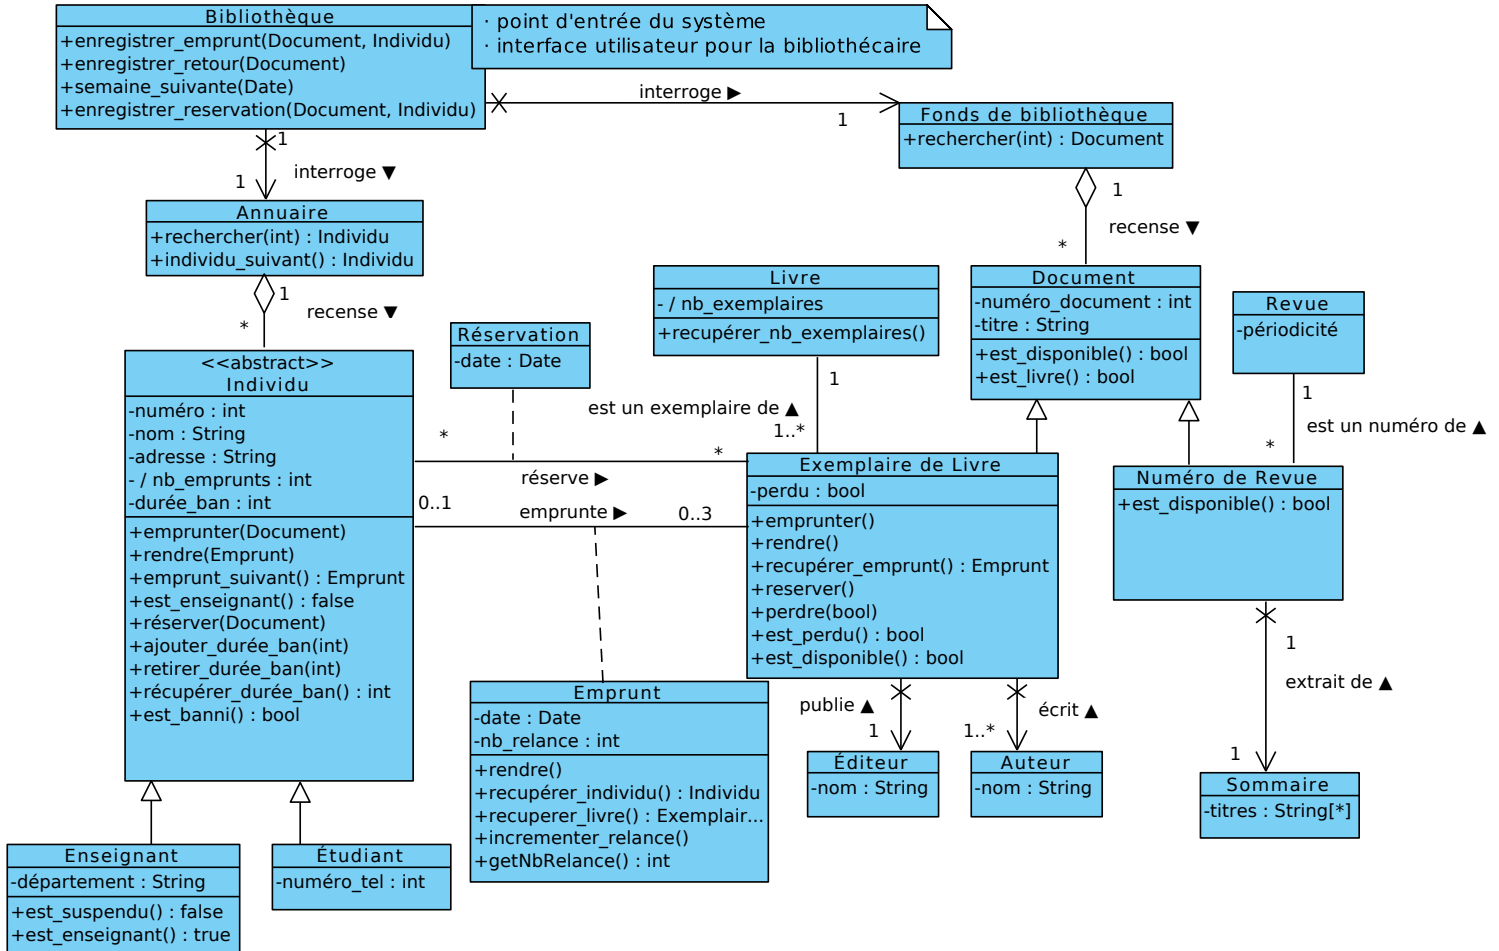 Bibliothèque
+enregistrer_emprunt(Document, Individu)
+enregistrer_retour(Document)
+semaine_suivante(Date)
+enregistrer_reservation(Document, Individu)
· point d'entrée du système
· interface utilisateur pour la bibliothécaire
interroge ▶
1
Fonds de bibliothèque
+rechercher(int) : Document
1
interroge ▼
1
Annuaire
+rechercher(int) : Individu
+individu_suivant() : Individu
1
recense ▼
*
1
recense ▼
*
<<abstract>>
Individu
-numéro : int
-nom : String
-adresse : String
- / nb_emprunts : int
-durée_ban : int
+emprunter(Document)
+rendre(Emprunt)
+emprunt_suivant() : Emprunt
+est_enseignant() : false
+réserver(Document)
+ajouter_durée_ban(int)
+retirer_durée_ban(int)
+récupérer_durée_ban() : int
+est_banni() : bool
Réservation
-date : Date
Livre
- / nb_exemplaires
+recupérer_nb_exemplaires()
Document
-numéro_document : int
-titre : String
+est_disponible() : bool
+est_livre() : bool
Revue
-périodicité
1
est un exemplaire de ▲
1..*
1
est un numéro de ▲
*
*
*
réserve ▶
0..1
emprunte ▶
0..3
Exemplaire de Livre
-perdu : bool
+emprunter()
+rendre()
+recupérer_emprunt() : Emprunt
+reserver()
+perdre(bool)
+est_perdu() : bool
+est_disponible() : bool
Numéro de Revue
+est_disponible() : bool
1
extrait de ▲
1
publie ▲
1
écrit ▲
1..*
Emprunt
-date : Date
-nb_relance : int
+rendre()
+recupérer_individu() : Individu
+recuperer_livre() : Exemplair...
+incrementer_relance()
+getNbRelance() : int
Éditeur
-nom : String
Auteur
-nom : String
Sommaire
-titres : String[*]
Enseignant
-département : String
+est_suspendu() : false
+est_enseignant() : true
Étudiant
-numéro_tel : int